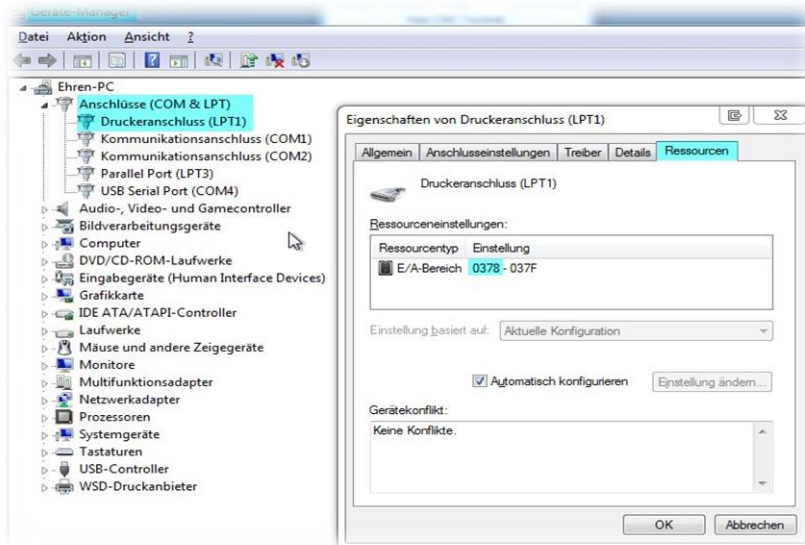 Geräte-Manager
Datei Aktion Ansicht ?
Ehren-PC
Anschlüsse (COM & LPT)
Druckeranschluss (LPT1)
Kommunikationsanschluss (COM1)
Kommunikationsanschluss (COM2)
Parallel Port (LPT3)
USB Serial Port (COM4)
Audio-, Video- und Gamecontroller
Bildverarbeitungsgeräte
Computer
DVD/CD-ROM-Laufwerke
Eingabegeräte (Human Interface Devices)
Grafikkarte
IDE ATA/ATAPI-Controller
Laufwerke
Mäuse und andere Zeigegeräte
Monitore
Multifunktionsadapter
Netzwerkadapter
Prozessoren
Systemgeräte
Tastaturen
USB-Controller
WSD-Druckanbieter
Eigenschaften von Druckeranschluss (LPT1)
Allgemein Anschlusseinstellungen Treiber Details Ressourcen
Druckeranschluss (LPT1)
Ressourceneinstellungen:
Ressourcentyp Einstellung
E/A-Bereich 0378 - 037F
Einstellung basiert auf: Aktuelle Konfiguration
Automatisch konfigurieren Einstellung ändern...
Gerätekonflikt:
Keine Konflikte.
OK Abbrechen